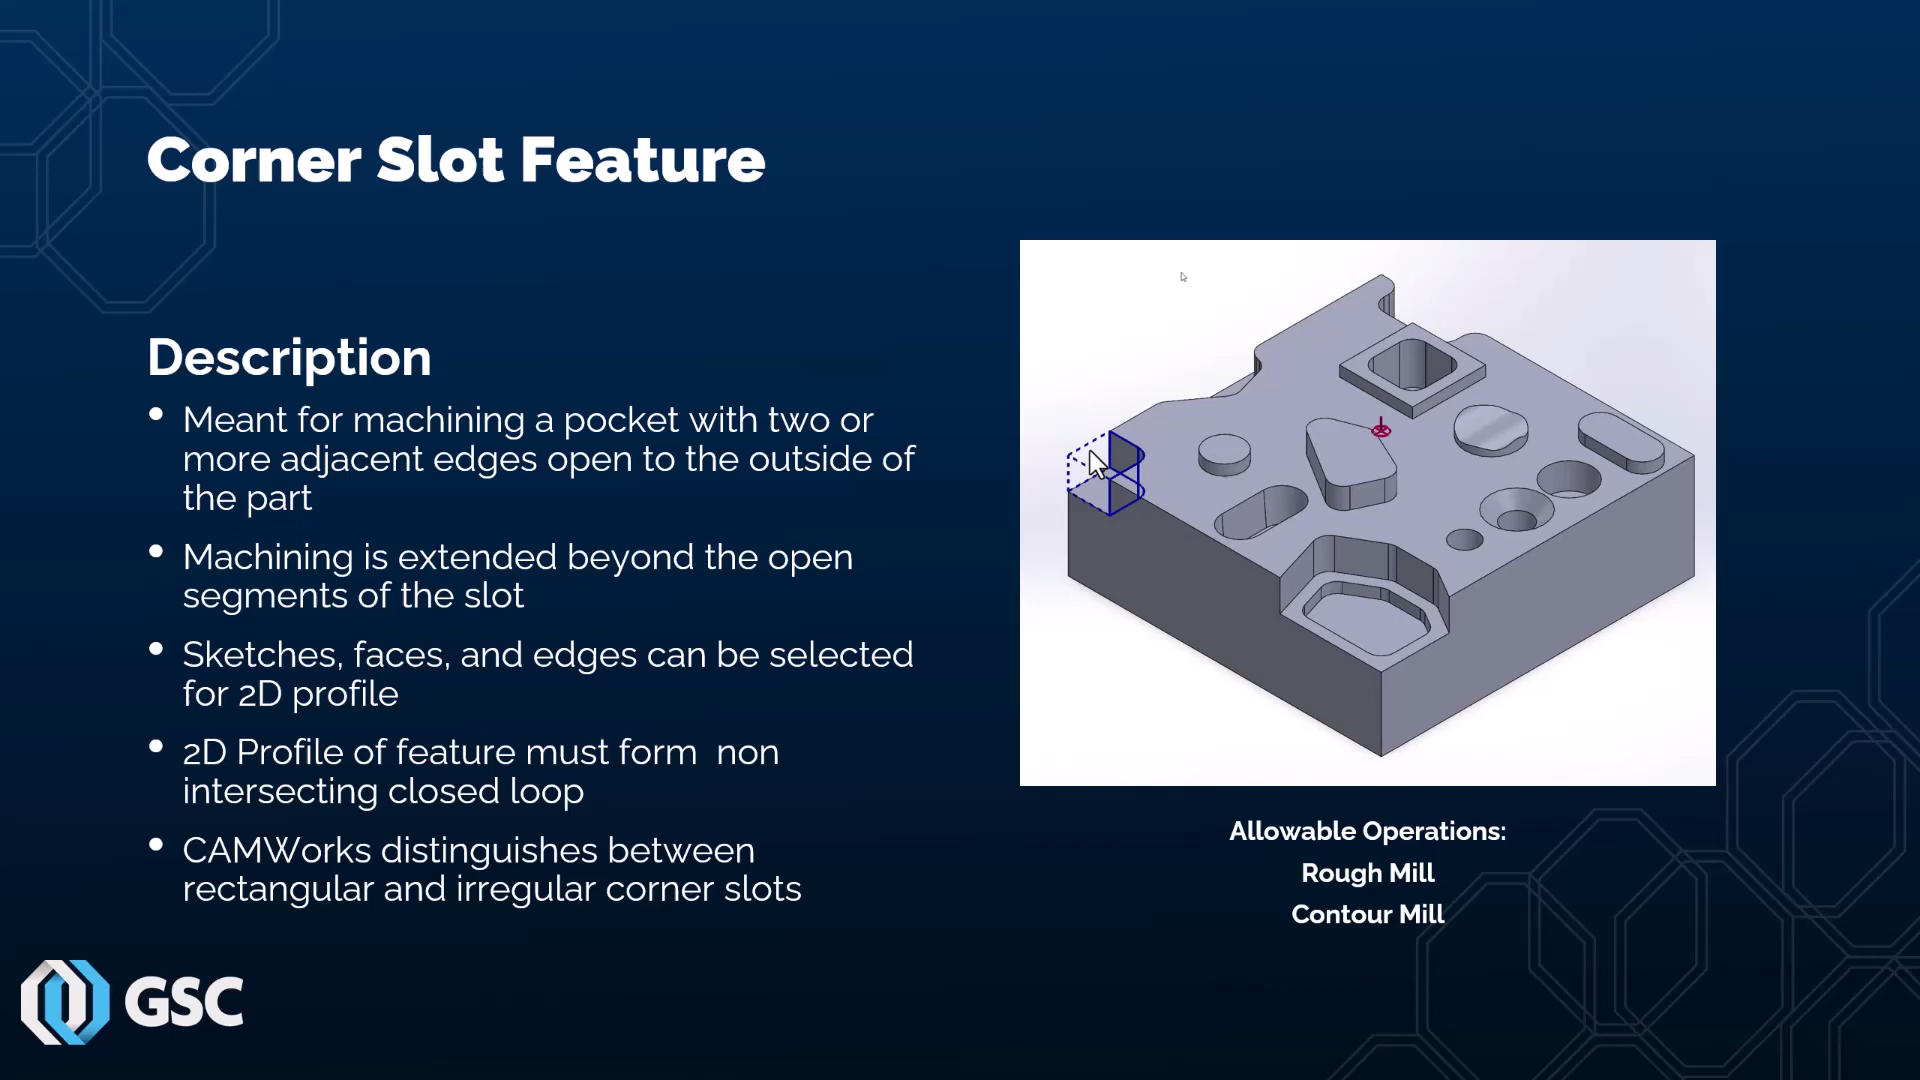 Corner Slot Feature
Description
• Meant for machining a pocket with two or
more adjacent edges open to the outside of
the part
• Machining is extended beyond the open
segments of the slot
• Sketches, faces, and edges can be selected
for 2D profile
• 2D Profile of feature must form  non
intersecting closed loop
• CAMWorks distinguishes between
rectangular and irregular corner slots
Allowable Operations:
Rough Mill
Contour Mill
GSC